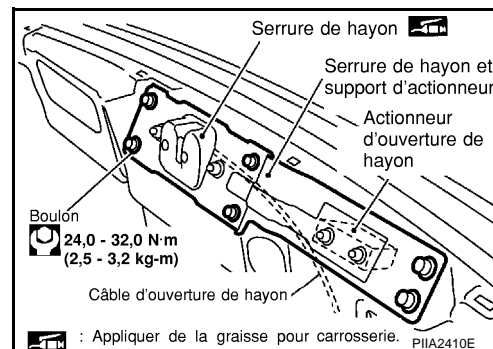 Serrure de hayon
Serrure de hayon et
support d'actionneur
Actionneur
d'ouverture de
hayon
Boulon
24,0 - 32,0 N·m
(2,5 - 3,2 kg-m)
Câble d'ouverture de hayon
: Appliquer de la graisse pour carrosserie.
PIIA2410E